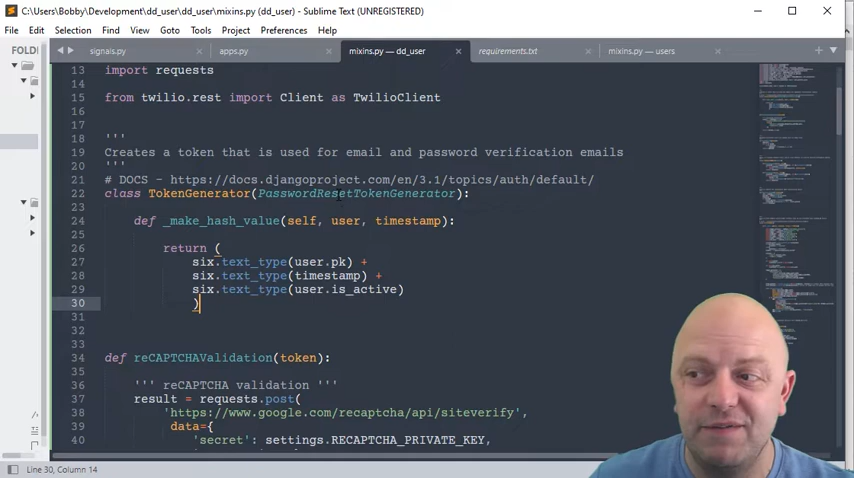 C:\Users\Bobby\Development\dd_user\dd_user\mixins.py (dd_user) - Sublime Text (UNREGISTERED)
File Edit Selection Find View Goto Tools Project Preferences Help
FOLD signals.py apps.py mixins.py — dd_user requirements.txt mixins.py — users
13 import requests
14
15 from twilio.rest import Client as TwilioClient
16
17
18 '''
19 Creates a token that is used for email and password verification emails
20 '''
21 # DOCS - https://docs.djangoproject.com/en/3.1/topics/auth/default/
22 class TokenGenerator(PasswordResetTokenGenerator):
23
24 def _make_hash_value(self, user, timestamp):
25
26 return (
27 six.text_type(user.pk) +
28 six.text_type(timestamp) +
29 six.text_type(user.is_active)
30 )
31
32
33
34 def reCAPTCHAValidation(token):
35
36 ''' reCAPTCHA validation '''
37 result = requests.post(
38 'https://www.google.com/recaptcha/api/siteverify',
39 data={
40 'secret': settings.RECAPTCHA_PRIVATE_KEY,
Line 30, Column 14